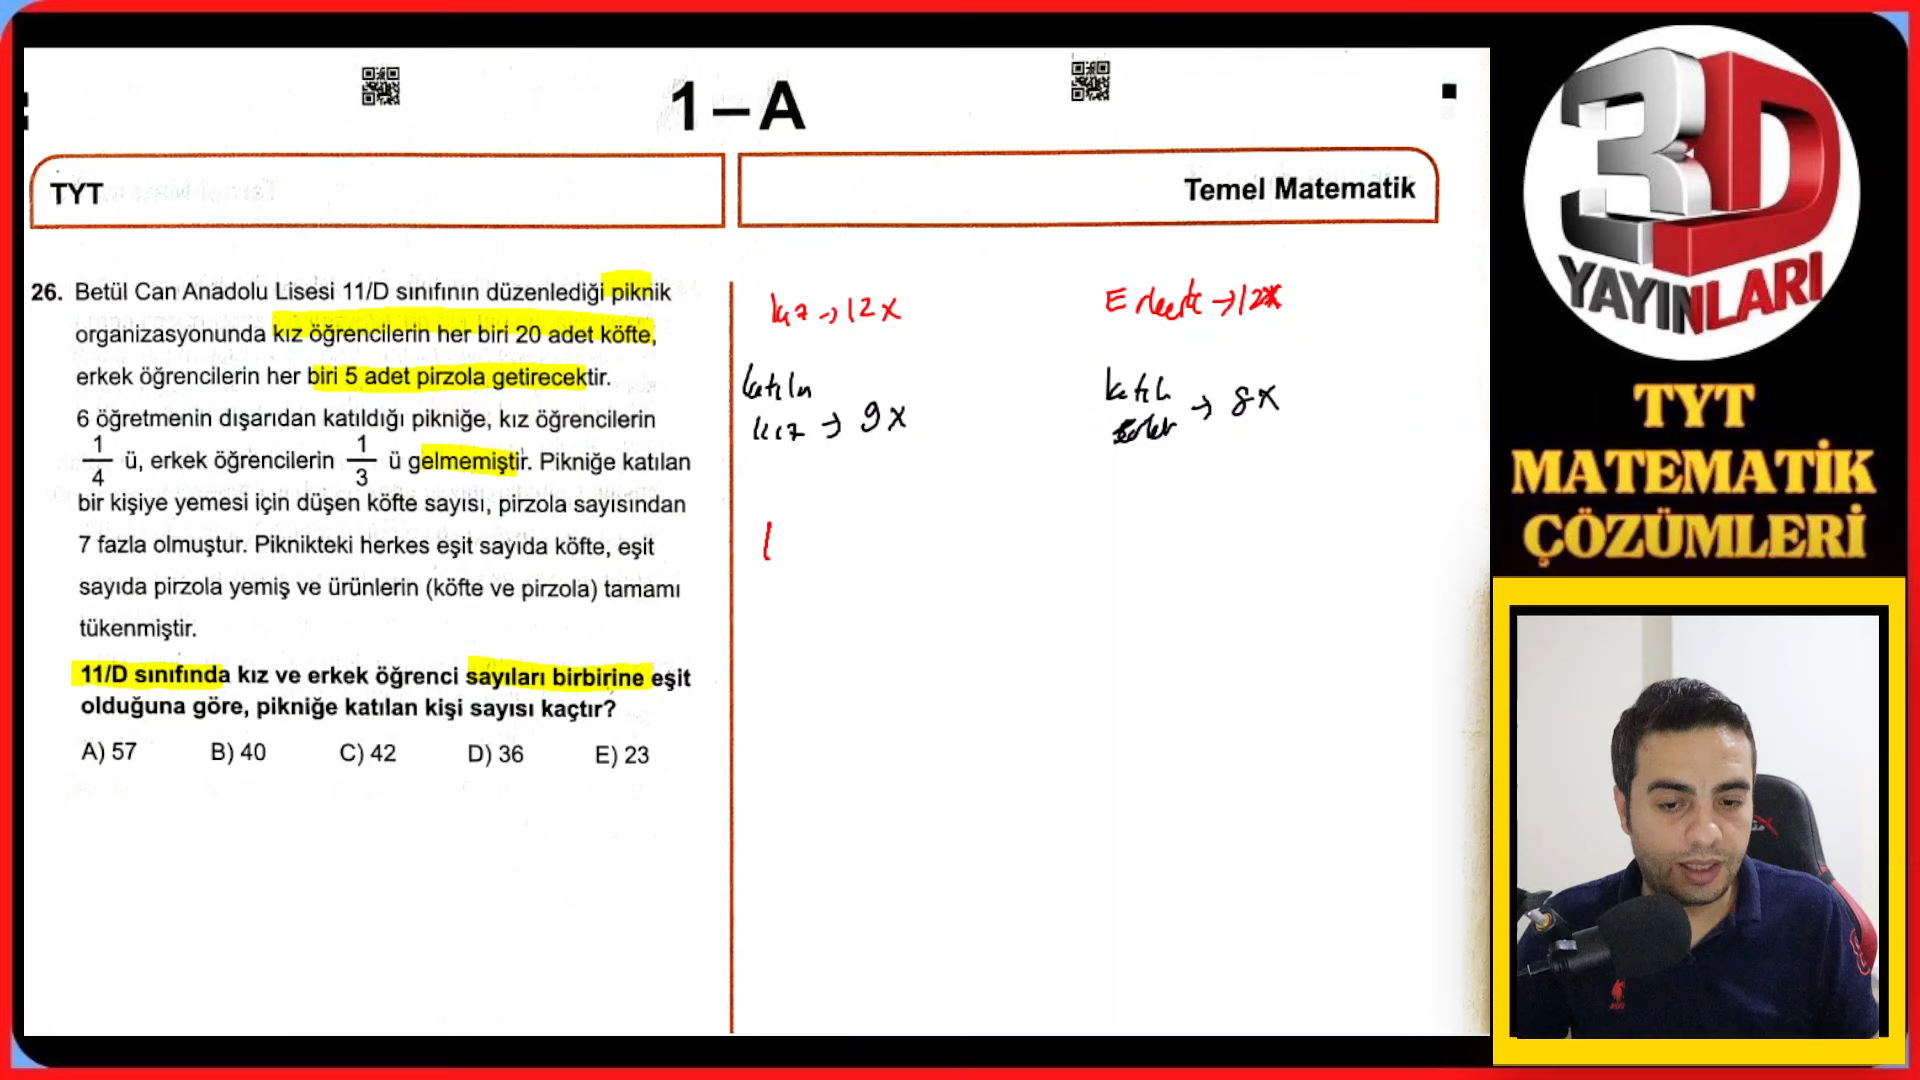 1–A
TYT
Temel Matematik
26. Betül Can Anadolu Lisesi 11/D sınıfının düzenlediği piknik
organizasyonunda kız öğrencilerin her biri 20 adet köfte,
erkek öğrencilerin her biri 5 adet pirzola getirecektir.
6 öğretmenin dışarıdan katıldığı pikniğe, kız öğrencilerin
1/4 ü, erkek öğrencilerin 1/3 ü gelmemiştir. Pikniğe katılan
bir kişiye yemesi için düşen köfte sayısı, pirzola sayısından
7 fazla olmuştur. Piknikteki herkes eşit sayıda köfte, eşit
sayıda pirzola yemiş ve ürünlerin (köfte ve pirzola) tamamı
tükenmiştir.
11/D sınıfında kız ve erkek öğrenci sayıları birbirine eşit
olduğuna göre, pikniğe katılan kişi sayısı kaçtır?
A) 57 B) 40 C) 42 D) 36 E) 23
kız → 12x
Erkek → 12x
katıln
kız → 9x
katıl
→ 8x
3D
YAYINLARI
TYT
MATEMATİK
ÇÖZÜMLERİ